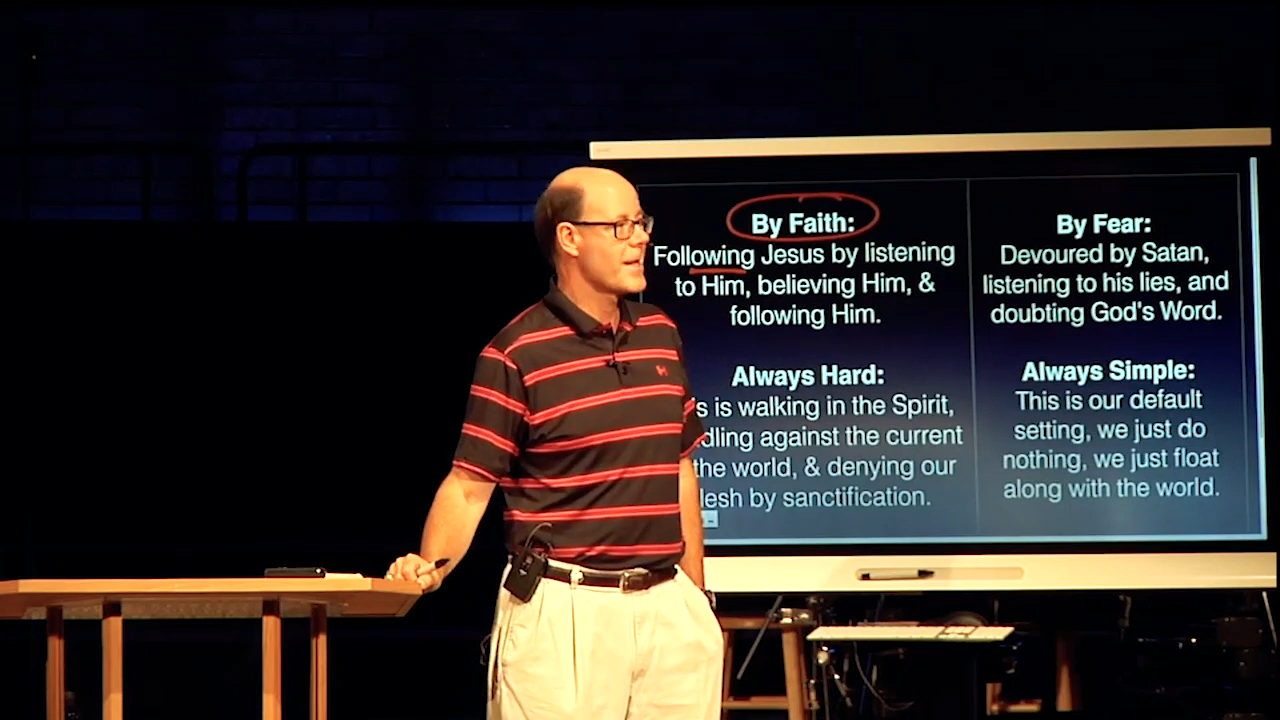 By Faith:
Following Jesus by listening
to Him, believing Him, &
following Him.
Always Hard:
is walking in the Spirit,
against the current
the world, & denying our
by sanctification.
By Fear:
Devoured by Satan,
listening to his lies, and
doubting God's Word.
Always Simple:
This is our default
setting, we just do
nothing, we just float
along with the world.